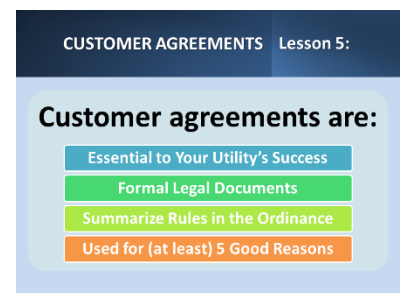 CUSTOMER AGREEMENTS Lesson 5:
Customer agreements are:
Essential to Your Utility's Success
Formal Legal Documents
Summarize Rules in the Ordinance
Used for (at least) 5 Good Reasons